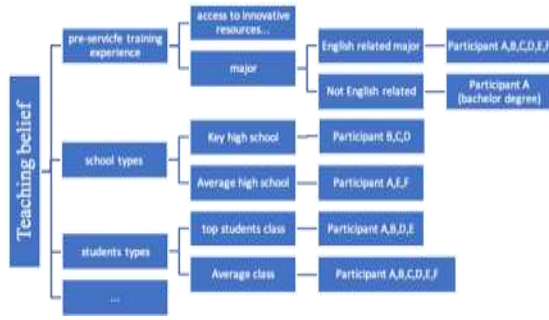 Teaching belief
pre-servicfe training
experience
access to innovative
resources...
major
English related major
Participant A,B,C,D,E,F
Not English related
Participant A
(bachelor degree)
school types
Key high school
Participant B,C,D
Average high school
Participant A,E,F
students types
top students class
Participant A,B,D,E
Average class
Participant A,B,C,D,E,F
...